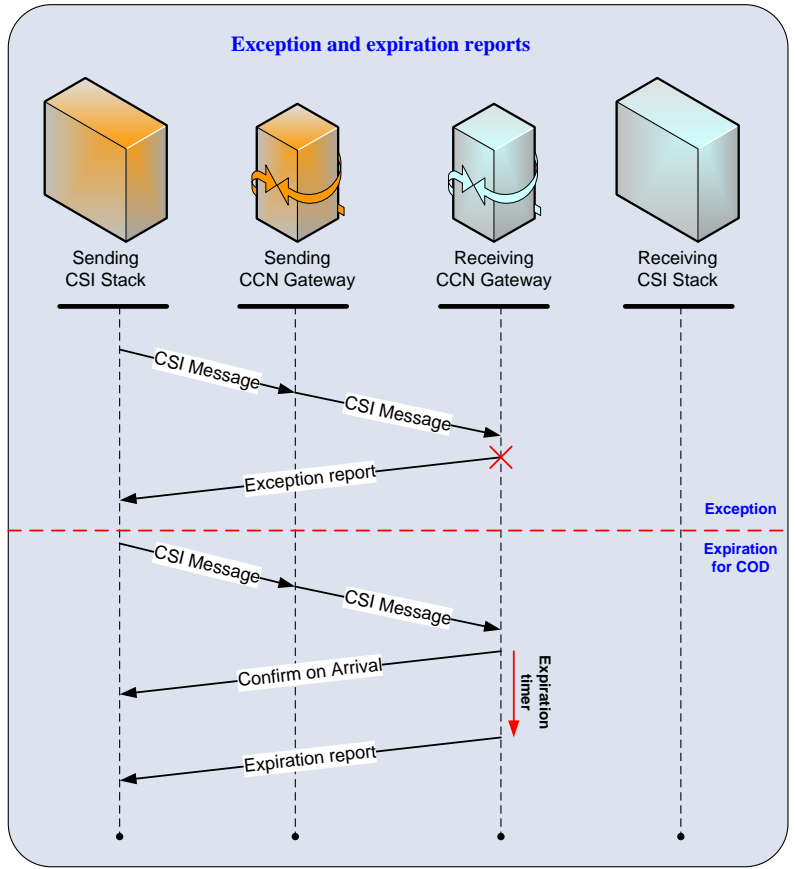 Exception and expiration reports
Sending
CSI Stack
Sending
CCN Gateway
Receiving
CCN Gateway
Receiving
CSI Stack
CSI Message
CSI Message
Exception report
Exception
Expiration
for COD
CSI Message
CSI Message
Confirm on Arrival
Expiration
timer
Expiration report